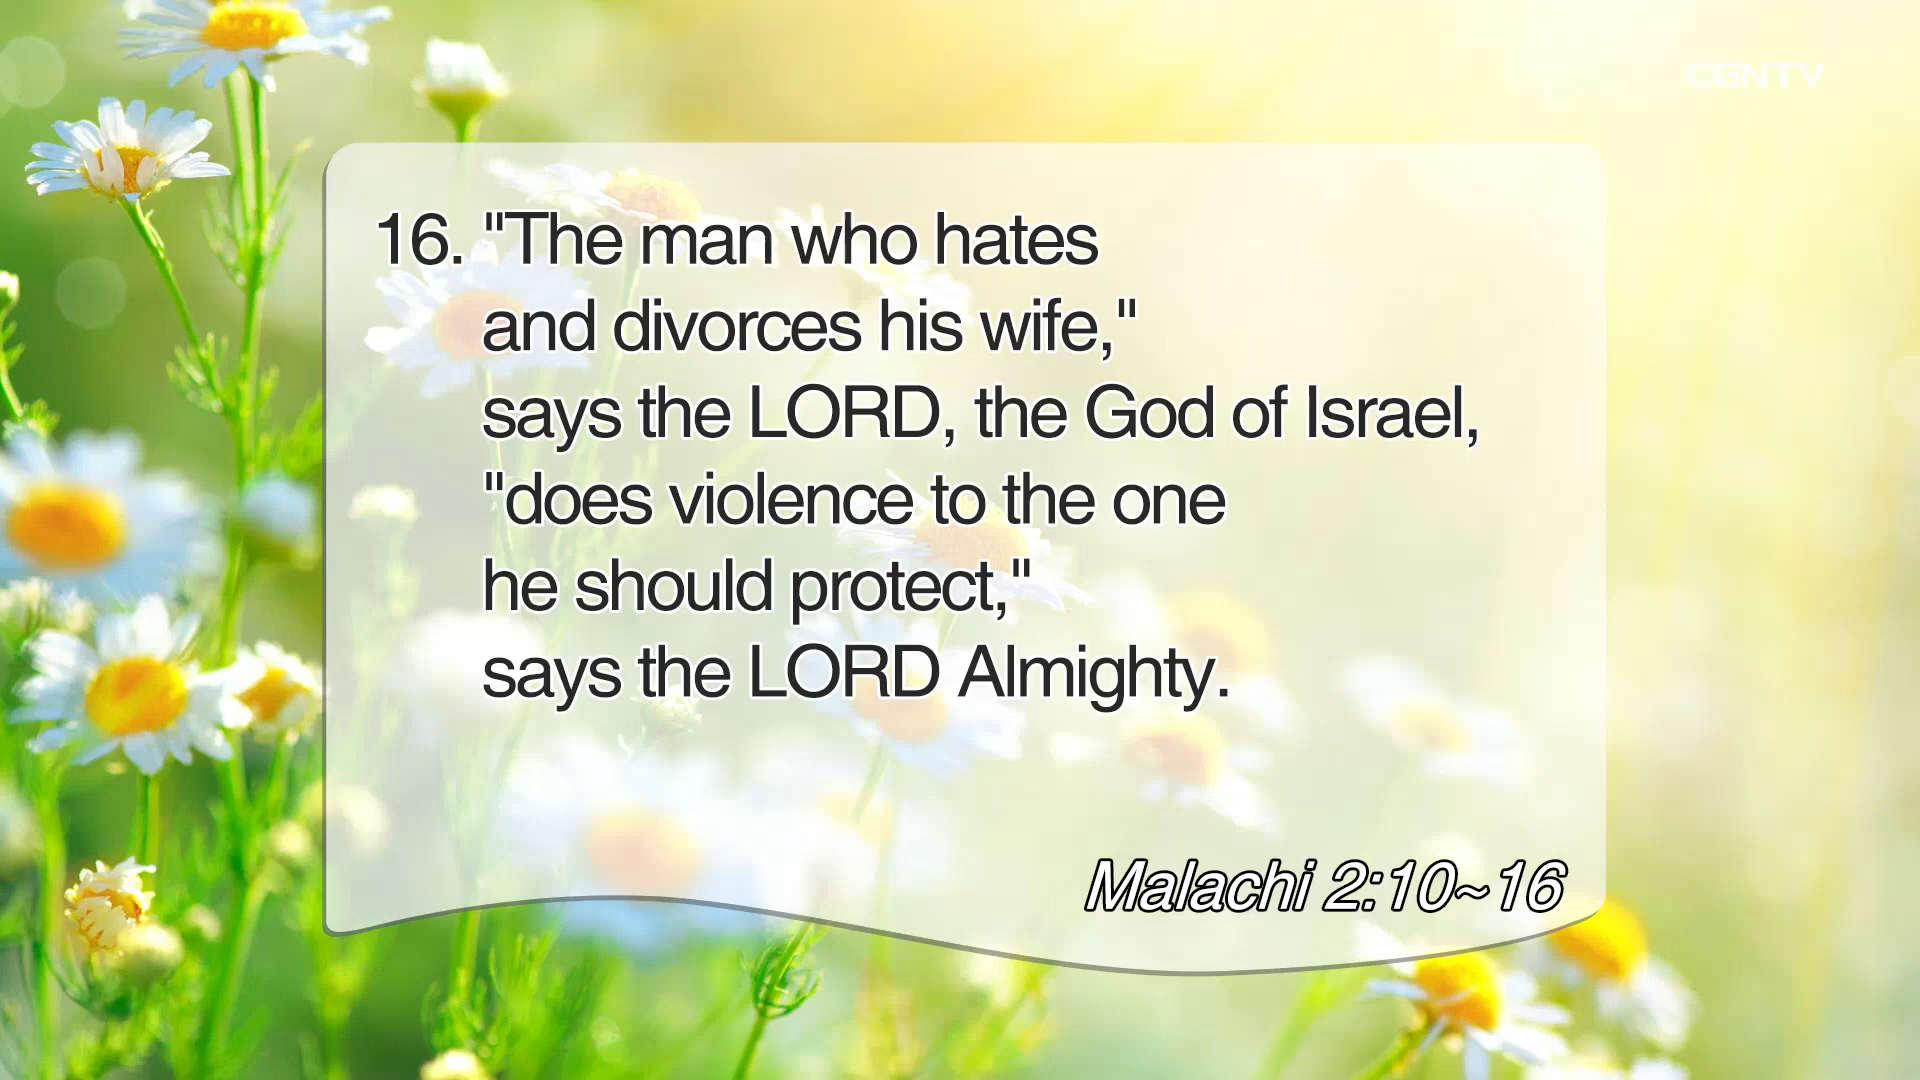 CGNTV
16. "The man who hates
and divorces his wife,"
says the LORD, the God of Israel,
"does violence to the one
he should protect,"
says the LORD Almighty.
Malachi 2:10~16